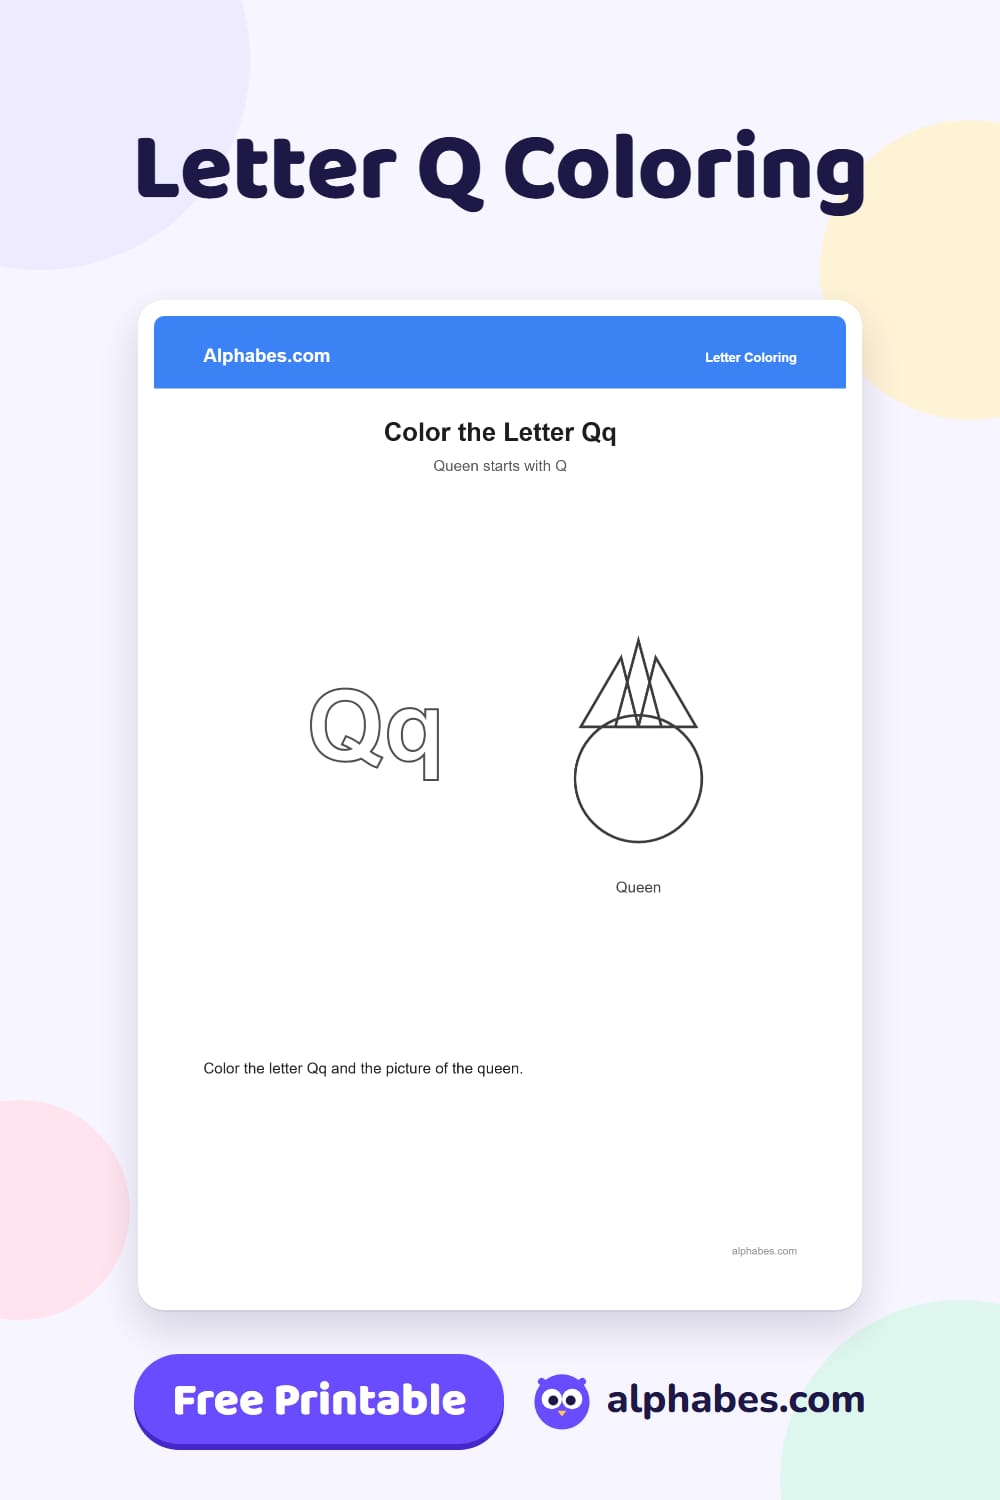 Letter Q Coloring
Alphabes.com
Letter Coloring
Color the Letter Qq
Queen starts with Q
Qq
Queen
Color the letter Qq and the picture of the queen.
alphabes.com
Free Printable
alphabes.com